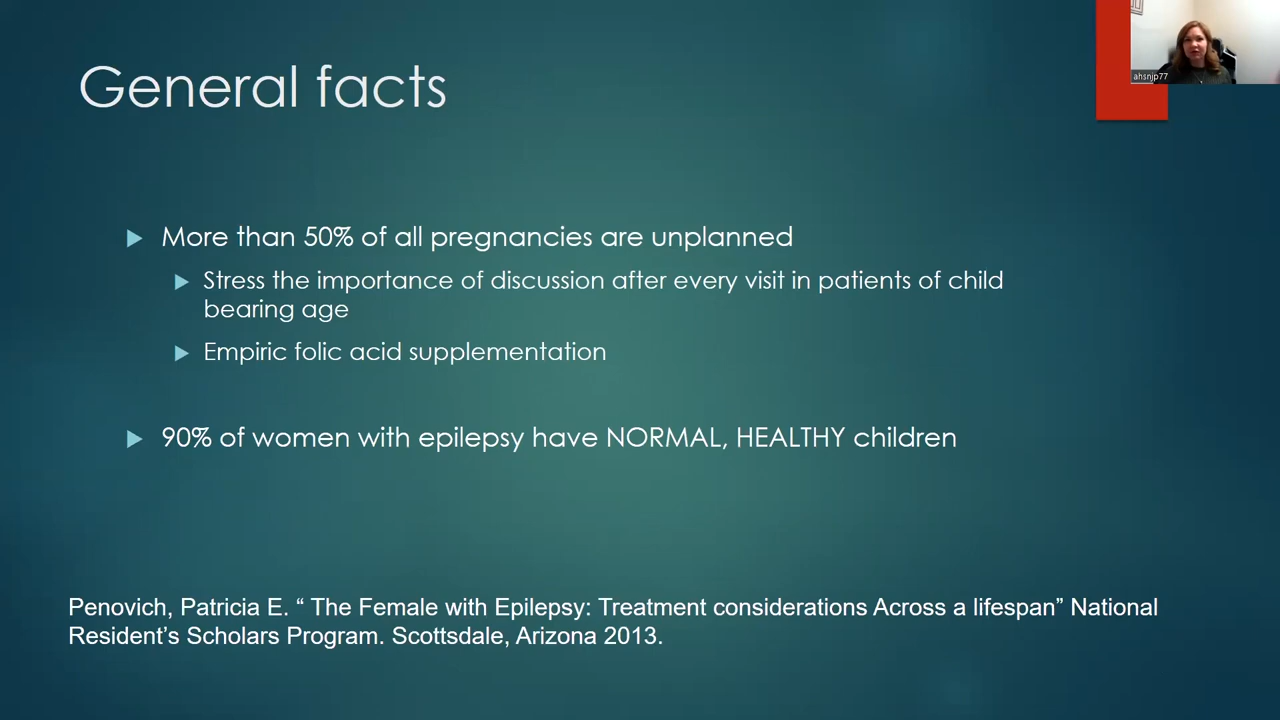 General facts
ahsnjp77
More than 50% of all pregnancies are unplanned
Stress the importance of discussion after every visit in patients of child
bearing age
Empiric folic acid supplementation
90% of women with epilepsy have NORMAL, HEALTHY children
Penovich, Patricia E. “ The Female with Epilepsy: Treatment considerations Across a lifespan” National
Resident’s Scholars Program. Scottsdale, Arizona 2013.